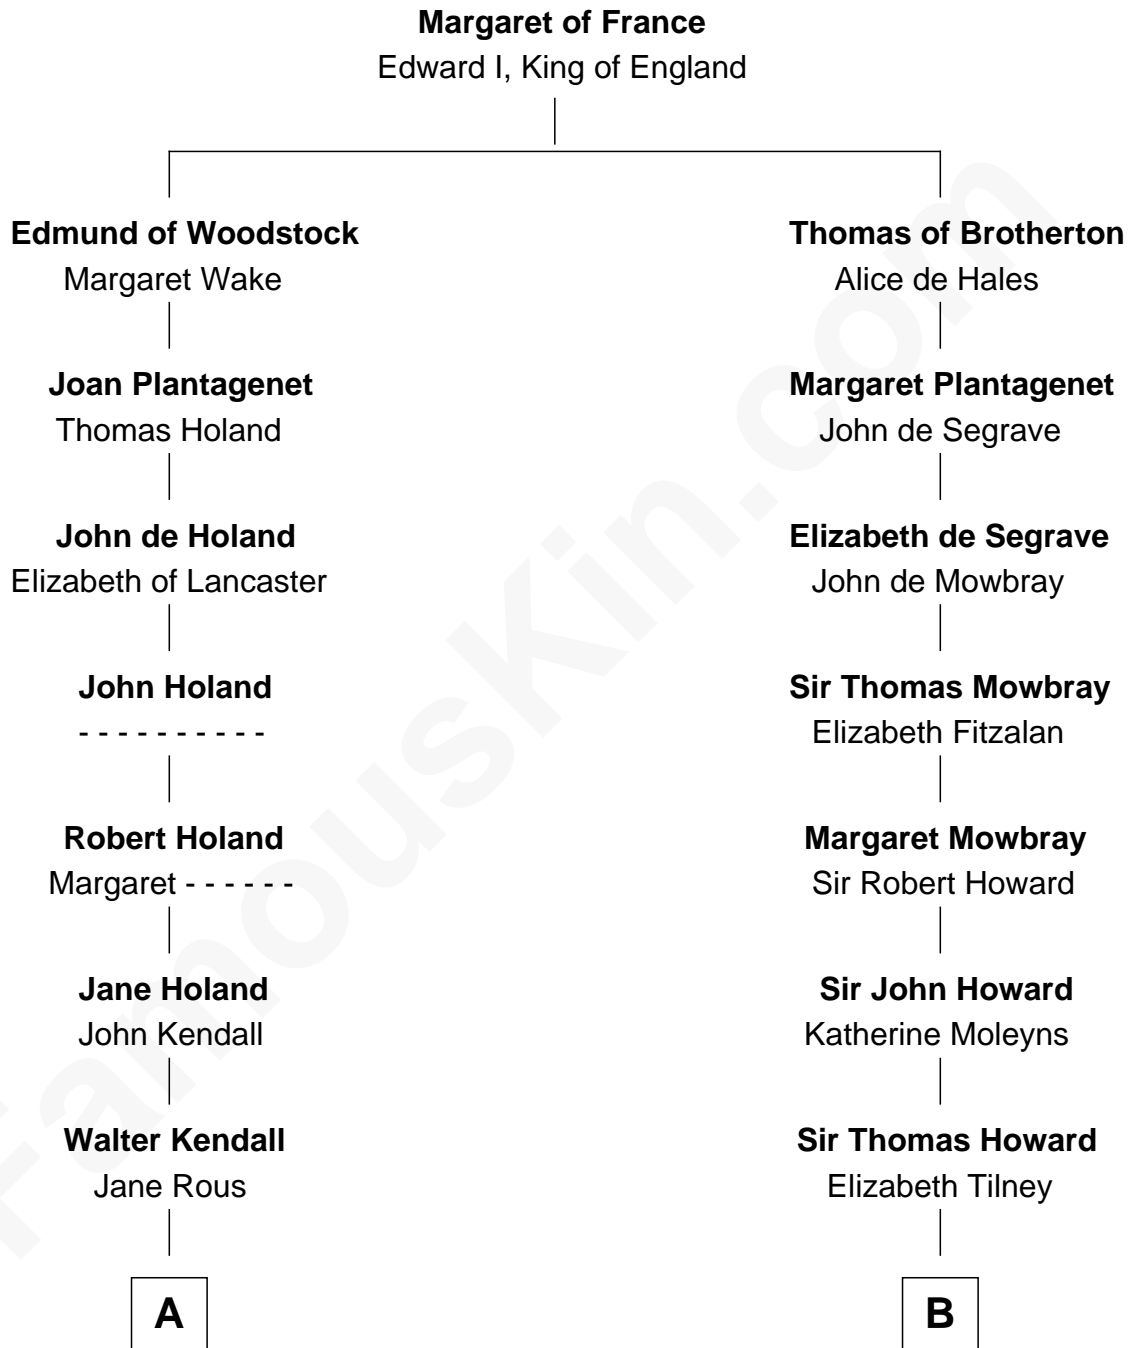 Margaret of France
Edward I, King of England
Edmund of Woodstock
Margaret Wake
Joan Plantagenet
Thomas Holand
John de Holand
Elizabeth of Lancaster
John Holand
- - - - - - - - - -
Robert Holand
Margaret - - - - - -
Jane Holand
John Kendall
Walter Kendall
Jane Rous
A
Thomas of Brotherton
Alice de Hales
Margaret Plantagenet
John de Segrave
Elizabeth de Segrave
John de Mowbray
Sir Thomas Mowbray
Elizabeth Fitzalan
Margaret Mowbray
Sir Robert Howard
Sir John Howard
Katherine Moleyns
Sir Thomas Howard
Elizabeth Tilney
B
FamousKin.com